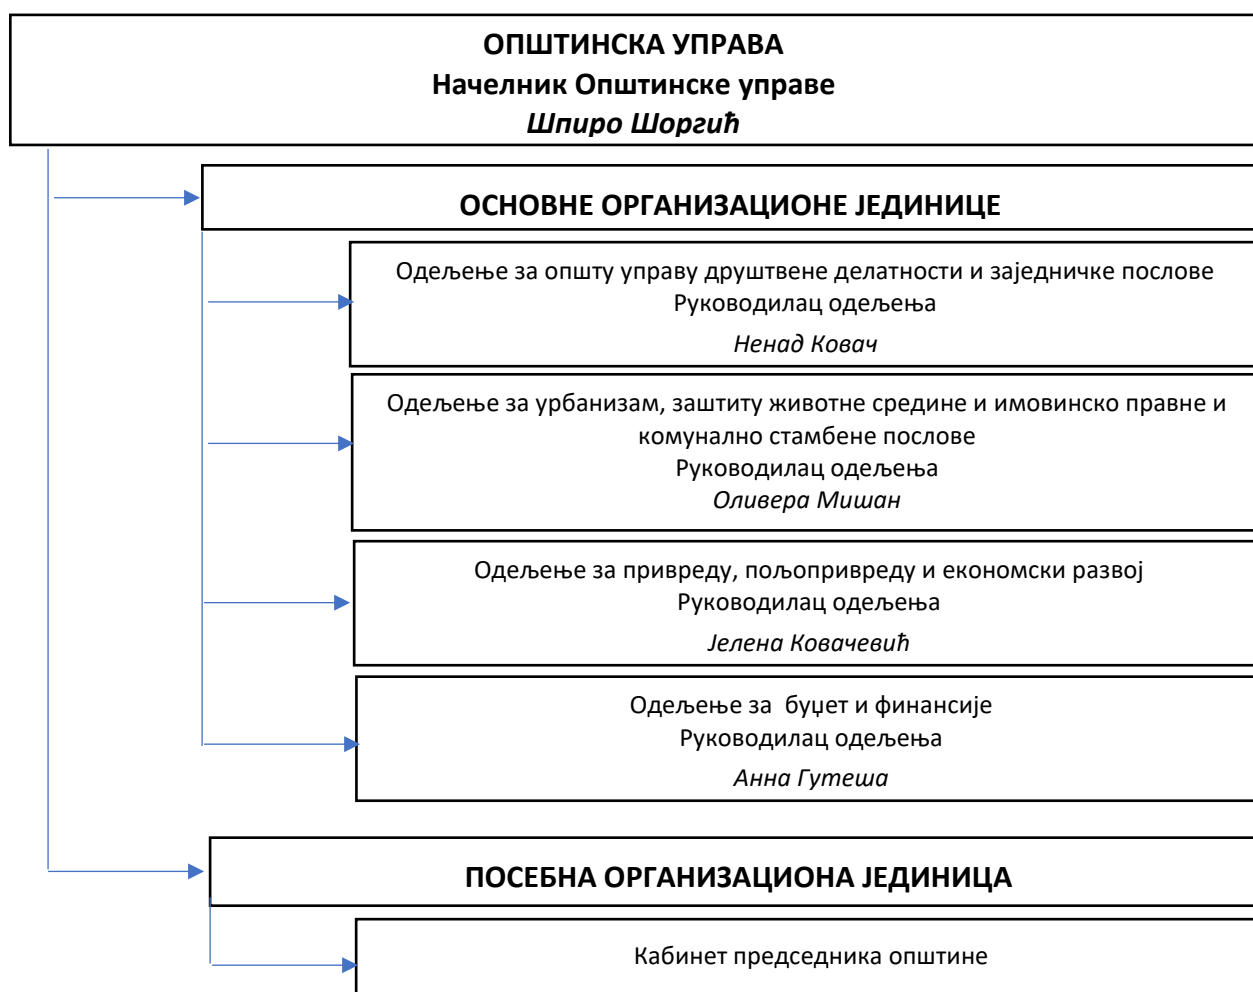 ОПШТИНСКА УПРАВА
Начелник Општинске управе
Шпиро Шоргић
ОСНОВНЕ ОРГАНИЗАЦИОНЕ ЈЕДИНИЦЕ
Одељење за општу управу друштвене делатности и заједничке послове
Руководилац одељења
Ненад Ковач
Одељење за урбанизам, заштиту животне средине и имовинско правне и
комунално стамбене послове
Руководилац одељења
Оливера Мишан
Одељење за привреду, пољопривреду и економски развој
Руководилац одељења
Јелена Ковачевић
Одељење за  буџет и финансије
Руководилац одељења
Анна Гутеша
ПОСЕБНА ОРГАНИЗАЦИОНА ЈЕДИНИЦА
Кабинет председника општине